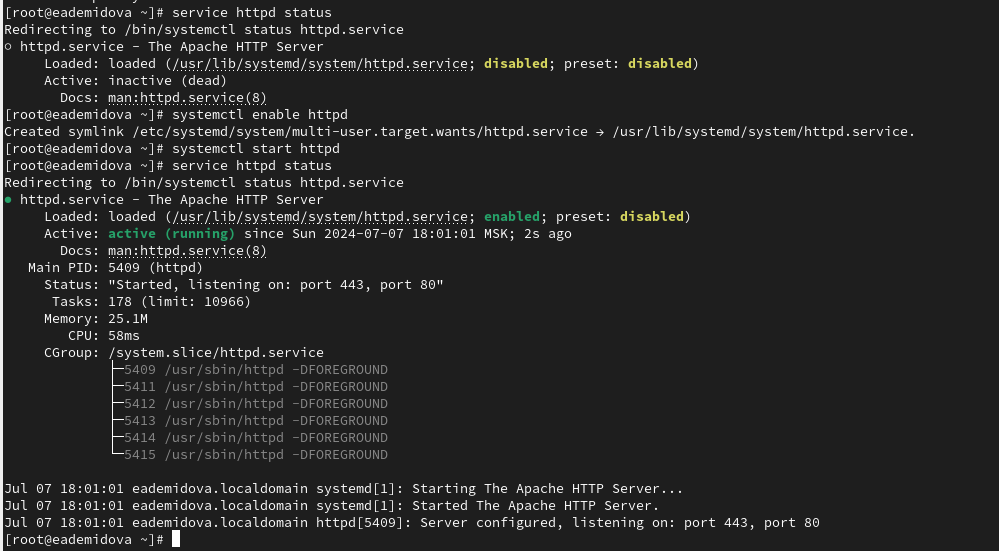 [root@eademidova ~]# service httpd status
Redirecting to /bin/systemctl status httpd.service
○ httpd.service - The Apache HTTP Server
     Loaded: loaded (/usr/lib/systemd/system/httpd.service; disabled; preset: disabled)
     Active: inactive (dead)
       Docs: man:httpd.service(8)
[root@eademidova ~]# systemctl enable httpd
Created symlink /etc/systemd/system/multi-user.target.wants/httpd.service → /usr/lib/systemd/system/httpd.service.
[root@eademidova ~]# systemctl start httpd
[root@eademidova ~]# service httpd status
Redirecting to /bin/systemctl status httpd.service
● httpd.service - The Apache HTTP Server
     Loaded: loaded (/usr/lib/systemd/system/httpd.service; enabled; preset: disabled)
     Active: active (running) since Sun 2024-07-07 18:01:01 MSK; 2s ago
       Docs: man:httpd.service(8)
   Main PID: 5409 (httpd)
     Status: "Started, listening on: port 443, port 80"
      Tasks: 178 (limit: 10966)
     Memory: 25.1M
        CPU: 58ms
     CGroup: /system.slice/httpd.service
             ├─5409 /usr/sbin/httpd -DFOREGROUND
             ├─5411 /usr/sbin/httpd -DFOREGROUND
             ├─5412 /usr/sbin/httpd -DFOREGROUND
             ├─5413 /usr/sbin/httpd -DFOREGROUND
             ├─5414 /usr/sbin/httpd -DFOREGROUND
             └─5415 /usr/sbin/httpd -DFOREGROUND
Jul 07 18:01:01 eademidova.localdomain systemd[1]: Starting The Apache HTTP Server...
Jul 07 18:01:01 eademidova.localdomain systemd[1]: Started The Apache HTTP Server.
Jul 07 18:01:01 eademidova.localdomain httpd[5409]: Server configured, listening on: port 443, port 80
[root@eademidova ~]#